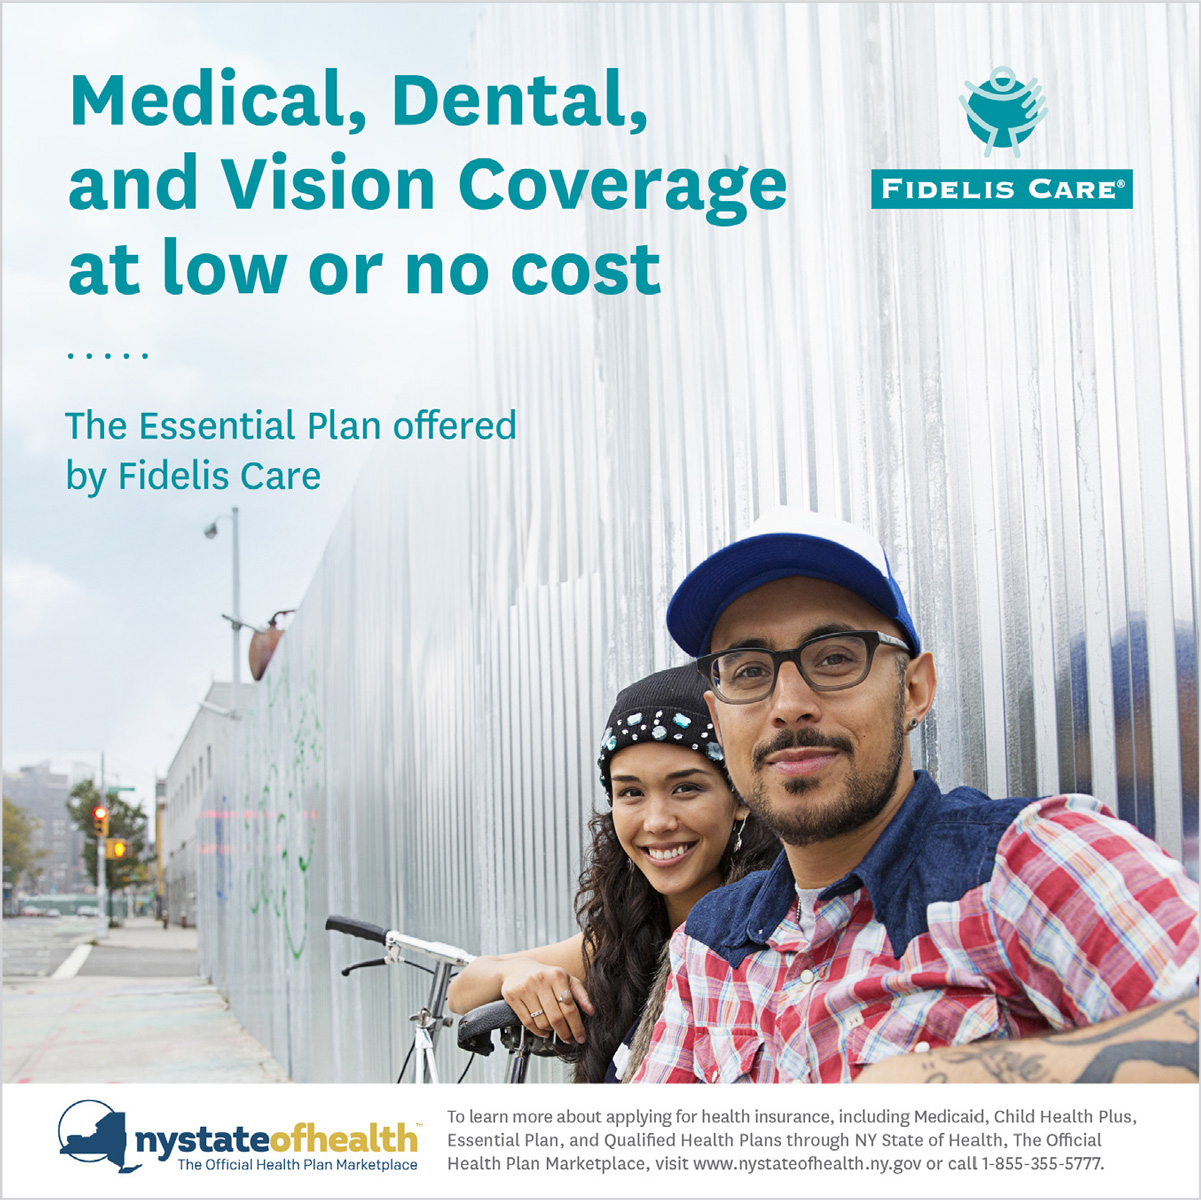 Medical, Dental,
and Vision Coverage
at low or no cost
FIDELIS CARE®
.....
The Essential Plan offered
by Fidelis Care
nystateofhealth™
The Official Health Plan Marketplace
To learn more about applying for health insurance, including Medicaid, Child Health Plus,
Essential Plan, and Qualified Health Plans through NY State of Health, The Official
Health Plan Marketplace, visit www.nystateofhealth.ny.gov or call 1-855-355-5777.